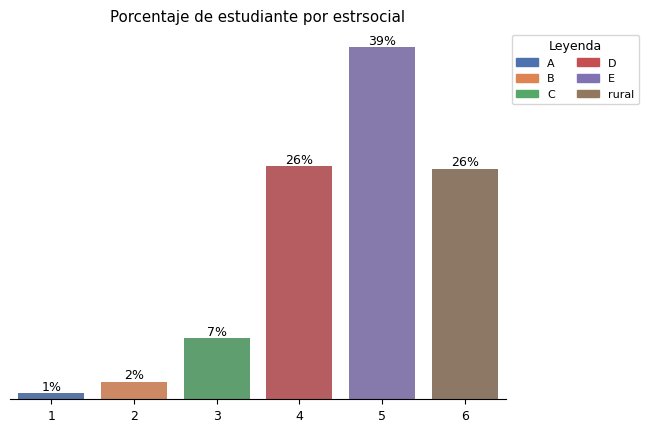 Porcentaje de estudiante por estrsocial
39%
Leyenda
A D
B E
C rural
26%
26%
7%
2%
1%
1 2 3 4 5 6